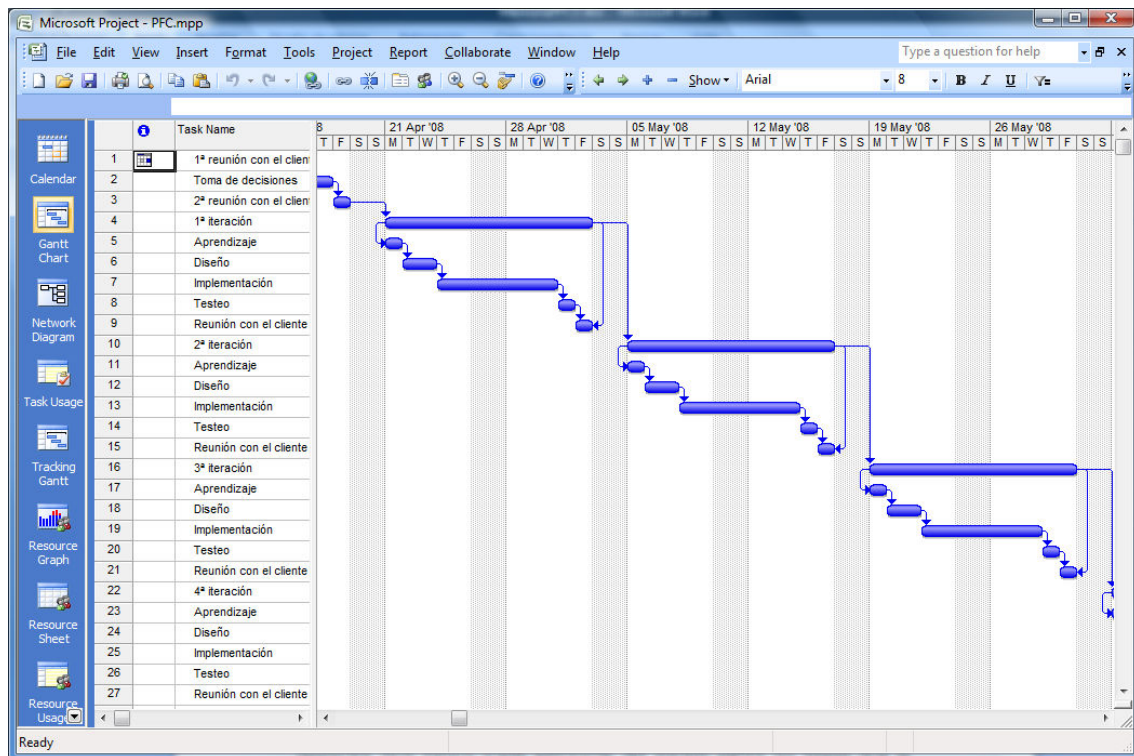 Microsoft Project - PFC.mpp
File Edit View Insert Format Tools Project Report Collaborate Window Help Type a question for help
Show Arial 8 B I U
Task Name 8 21 Apr '08 28 Apr '08 05 May '08 12 May '08 19 May '08 26 May '08
T F S S M T W T F S S M T W T F S S M T W T F S S M T W T F S S M T W T F S S M T W T F S S
1 1ª reunión con el clien
2 Toma de decisiones
3 2ª reunión con el clien
4 1ª iteración
5 Aprendizaje
6 Diseño
7 Implementación
8 Testeo
9 Reunión con el cliente
10 2ª iteración
11 Aprendizaje
12 Diseño
13 Implementación
14 Testeo
15 Reunión con el cliente
16 3ª iteración
17 Aprendizaje
18 Diseño
19 Implementación
20 Testeo
21 Reunión con el cliente
22 4ª iteración
23 Aprendizaje
24 Diseño
25 Implementación
26 Testeo
27 Reunión con el cliente
Calendar
Gantt
Chart
Network
Diagram
Task Usage
Tracking
Gantt
Resource
Graph
Resource
Sheet
Resource
Usage
Ready